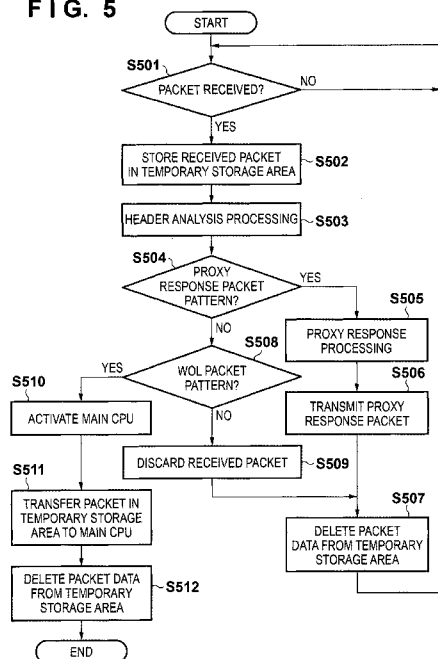 FIG. 5
START
S501
PACKET RECEIVED?
NO
YES
STORE RECEIVED PACKET
IN TEMPORARY STORAGE AREA
S502
HEADER ANALYSIS PROCESSING
S503
S504
PROXY
RESPONSE PACKET
PATTERN?
YES
NO
S505
PROXY RESPONSE
PROCESSING
S506
TRANSMIT PROXY
RESPONSE PACKET
S508
WOL PACKET
PATTERN?
YES
NO
S510
ACTIVATE MAIN CPU
DISCARD RECEIVED PACKET
S509
S511
TRANSFER PACKET IN
TEMPORARY STORAGE
AREA TO MAIN CPU
S507
DELETE PACKET
DATA FROM TEMPORARY
STORAGE AREA
DELETE PACKET DATA
FROM TEMPORARY
STORAGE AREA
S512
END